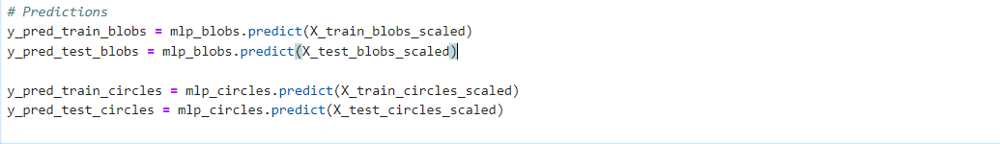 # Predictions
y_pred_train_blobs = mlp_blobs.predict(X_train_blobs_scaled)
y_pred_test_blobs = mlp_blobs.predict(X_test_blobs_scaled)
y_pred_train_circles = mlp_circles.predict(X_train_circles_scaled)
y_pred_test_circles = mlp_circles.predict(X_test_circles_scaled)